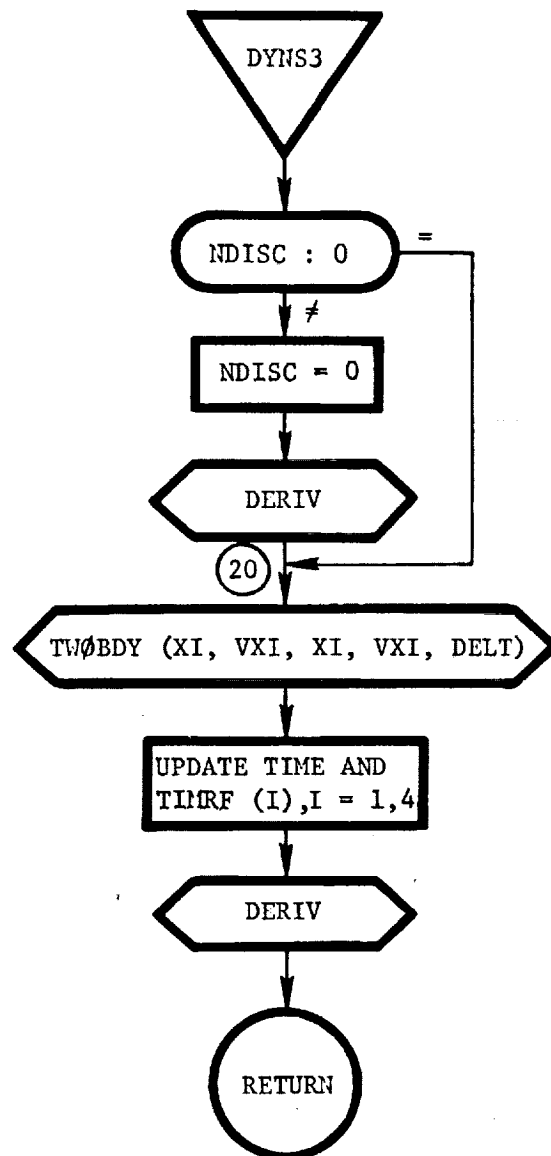 DYNS3
NDISC : 0
=
≠
NDISC = 0
DERIV
20
TWØBDY (XI, VXI, XI, VXI, DELT)
UPDATE TIME AND
TIMRF (I),I = 1,4
DERIV
RETURN